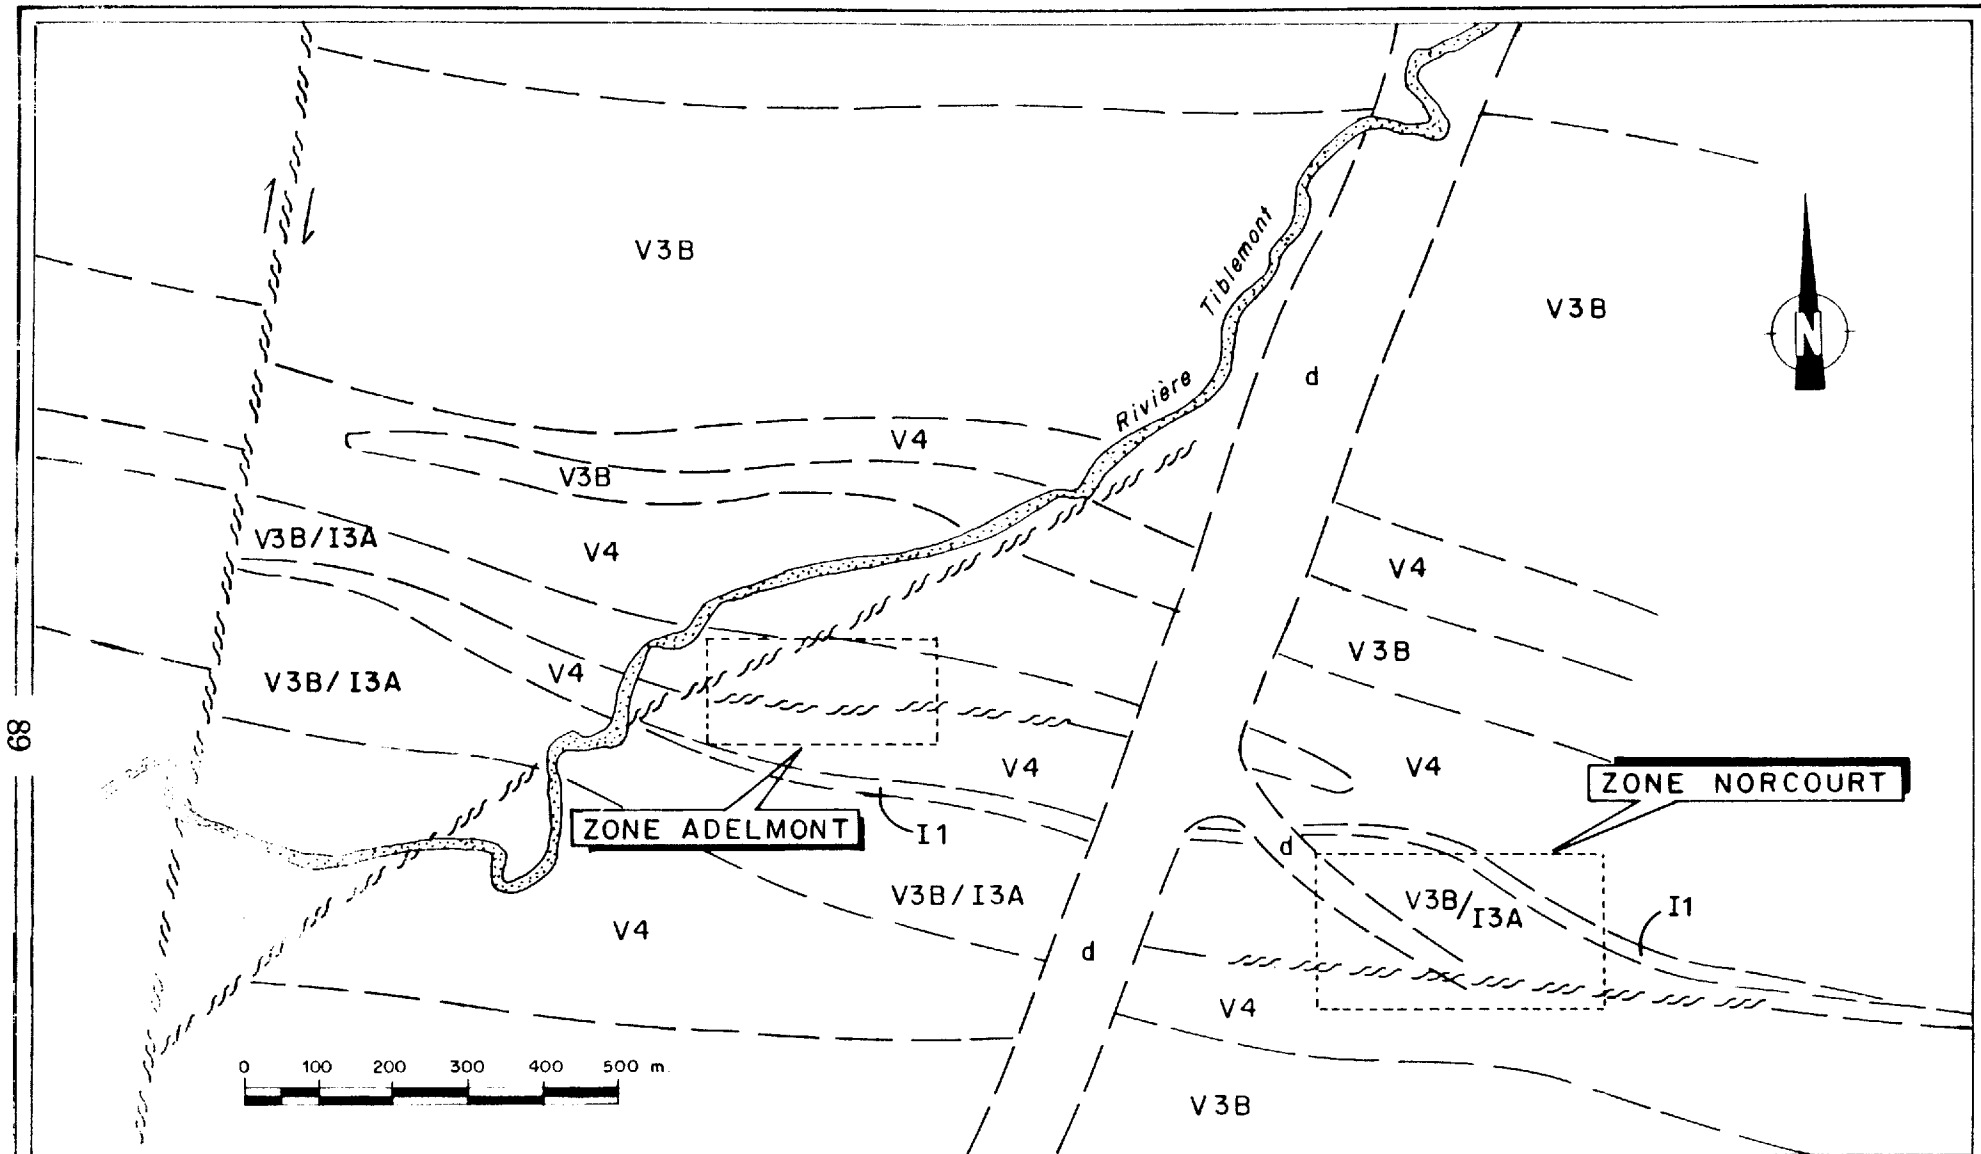 V3B
Rivière Tiblemont
V3B
N
d
V4
V3B
V3B/I3A
V4
V4
V3B
V3B/I3A
V4
V4
V4
ZONE NORCOURT
ZONE ADELMONT
I1
d
V3B/I3A
V3B/I3A
I1
V4
d
V4
0 100 200 300 400 500 m.
V3B
89